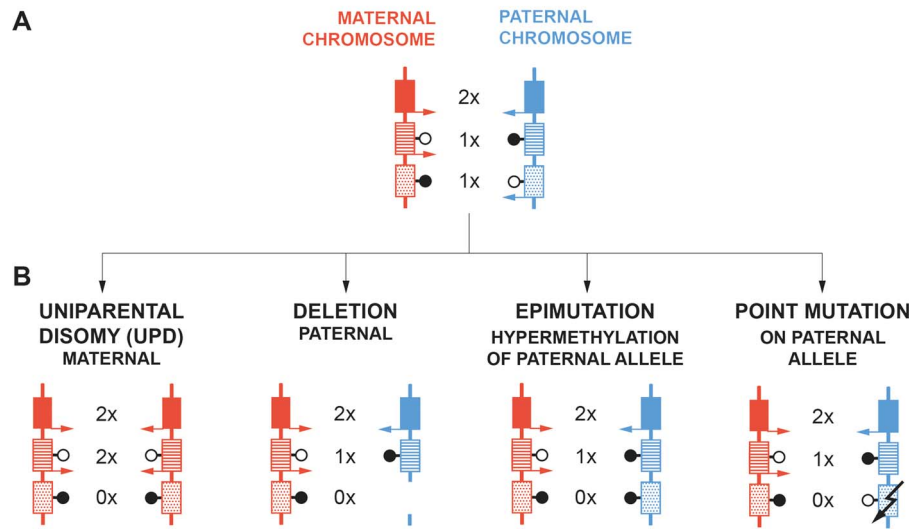 A
MATERNAL
CHROMOSOME
PATERNAL
CHROMOSOME
2x
1x
1x
B
UNIPARENTAL
DISOMY (UPD)
MATERNAL
2x
2x
0x
DELETION
PATERNAL
2x
1x
0x
EPIMUTATION
HYPERMETHYLATION
OF PATERNAL ALLELE
2x
1x
0x
POINT MUTATION
ON PATERNAL
ALLELE
2x
1x
0x